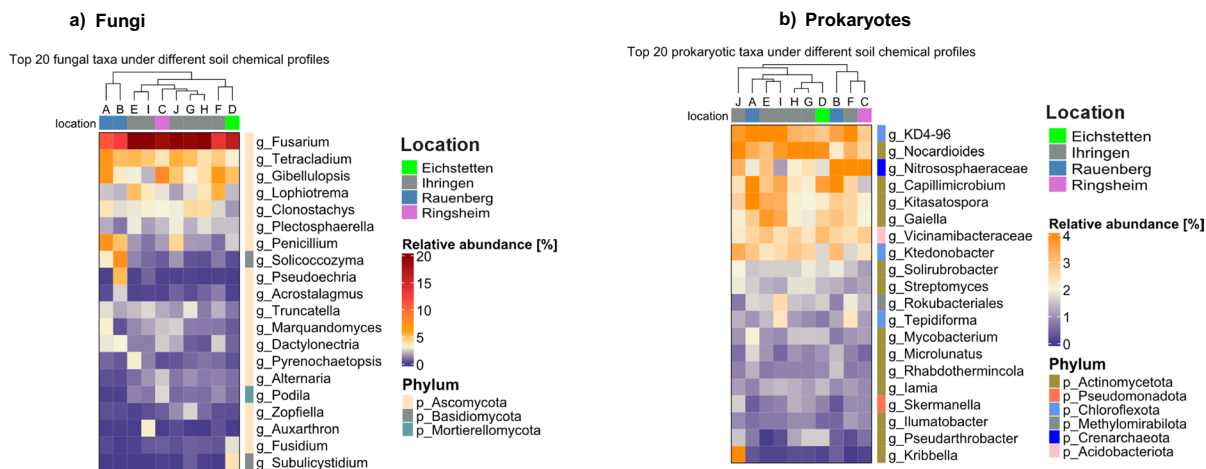 a) Fungi
Top 20 fungal taxa under different soil chemical profiles
A B E I C J G H F D
location
g_Fusarium
g_Tetracladium
g_Gibellulopsis
g_Lophiotrema
g_Clonostachys
g_Plectosphaerella
g_Penicillium
g_Solicoccozyma
g_Pseudoechria
g_Acrostalagmus
g_Truncatella
g_Marquandomyces
g_Dactylonectria
g_Pyrenochaetopsis
g_Alternaria
g_Podila
g_Zopfiella
g_Auxarthron
g_Fusidium
g_Subulicystidium
Location
Eichstetten
Ihringen
Rauenberg
Ringsheim
Relative abundance [%]
20
15
10
5
0
Phylum
p_Ascomycota
p_Basidiomycota
p_Mortierellomycota
b) Prokaryotes
Top 20 prokaryotic taxa under different soil chemical profiles
J A E I H G D B F C
location
g_KD4-96
g_Nocardioides
g_Nitrososphaeraceae
g_Capillimicrobium
g_Kitasatospora
g_Gaiella
g_Vicinamibacteraceae
g_Ktedonobacter
g_Solirubrobacter
g_Streptomyces
g_Rokubacteriales
g_Tepidiforma
g_Mycobacterium
g_Microlunatus
g_Rhabdothermincola
g_Iamia
g_Skermanella
g_Ilumatobacter
g_Pseudarthrobacter
g_Kribbella
Location
Eichstetten
Ihringen
Rauenberg
Ringsheim
Relative abundance [%]
4
3
2
1
0
Phylum
p_Actinomycetota
p_Pseudomonadota
p_Chloroflexota
p_Methylomirabilota
p_Crenarchaeota
p_Acidobacteriota